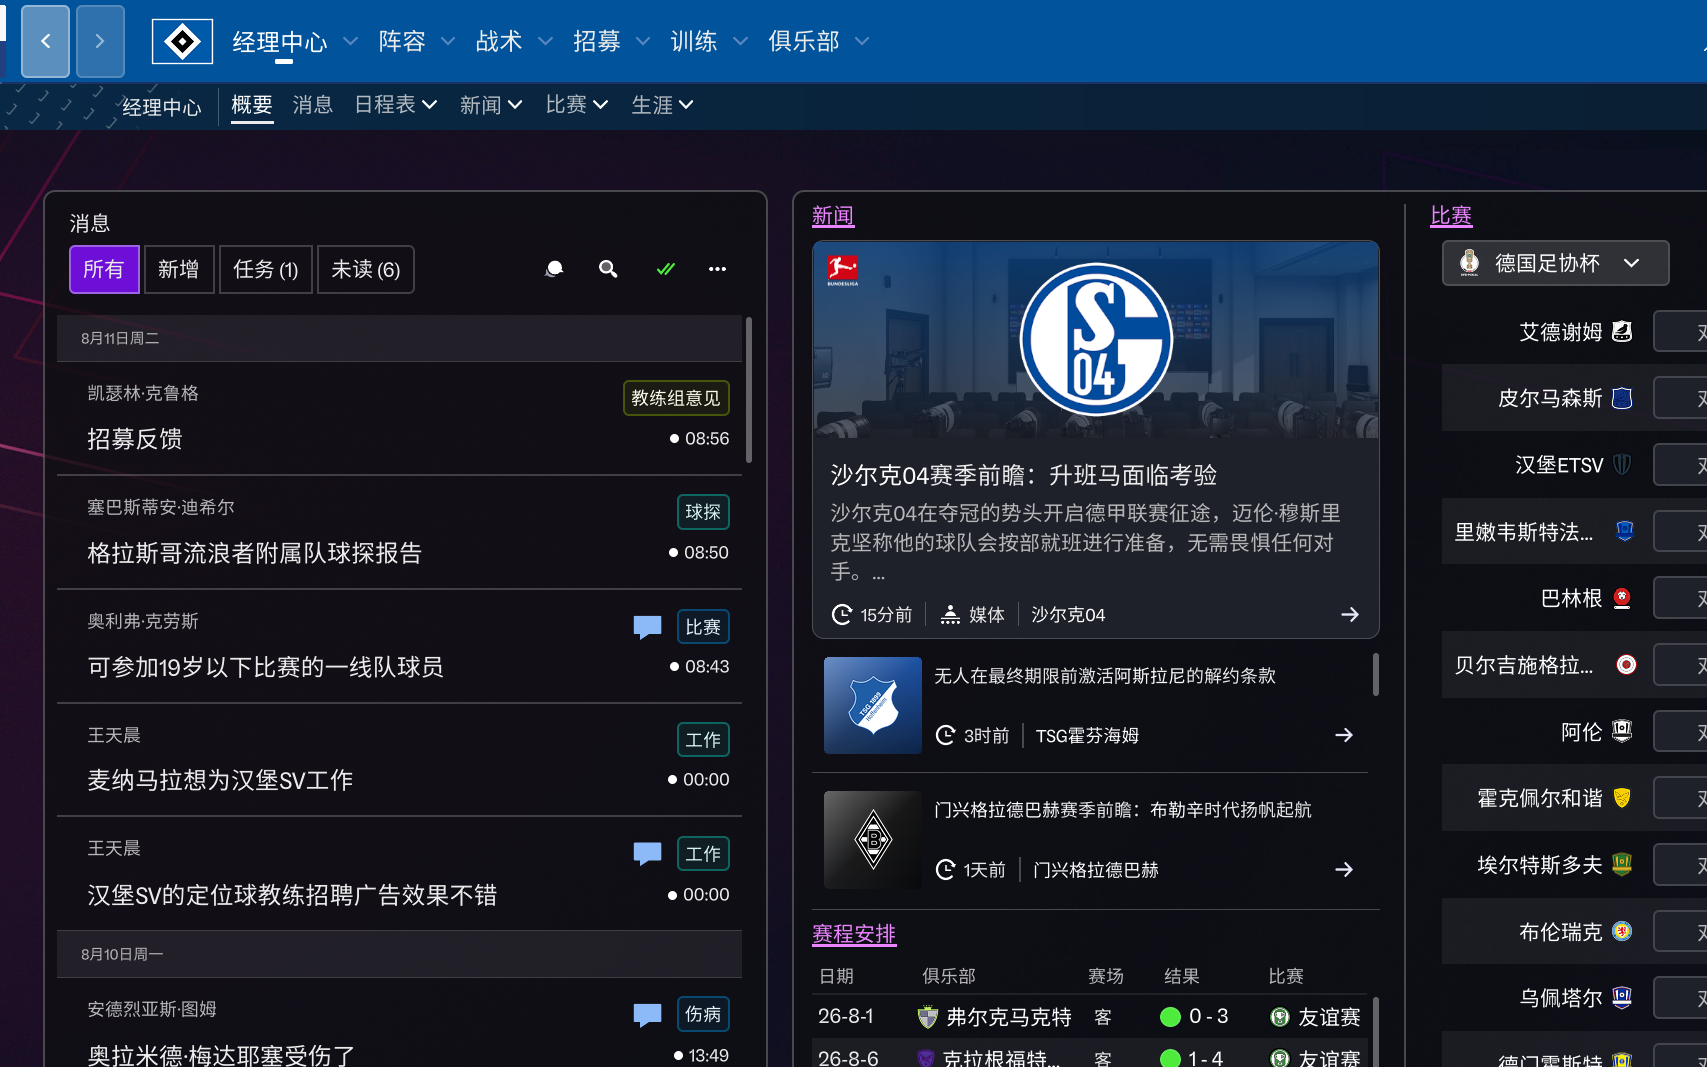 经理中心 阵容 战术 招募 训练 俱乐部
经理中心 概要 消息 日程表 新闻 比赛 生涯
消息
所有 新增 任务 (1) 未读 (6)
8月11日周二
凯瑟林·克鲁格 教练组意见
招募反馈 08:56
塞巴斯蒂安·迪希尔 球探
格拉斯哥流浪者附属队球探报告 08:50
奥利弗·克劳斯 比赛
可参加19岁以下比赛的一线队球员 08:43
王天晨 工作
麦纳马拉想为汉堡SV工作 00:00
王天晨 工作
汉堡SV的定位球教练招聘广告效果不错 00:00
8月10日周一
安德烈亚斯·图姆 伤病
奥拉米德·梅达耶塞受伤了 13:49
新闻
BUNDESLIGA
S
04
沙尔克04赛季前瞻：升班马面临考验
沙尔克04在夺冠的势头开启德甲联赛征途，迈伦·穆斯里
克坚称他的球队会按部就班进行准备，无需畏惧任何对
手。...
15分前 媒体 沙尔克04
TSG 1899
Hoffenheim
无人在最终期限前激活阿斯拉尼的解约条款
3时前 TSG霍芬海姆
B
门兴格拉德巴赫赛季前瞻：布勒辛时代扬帆起航
1天前 门兴格拉德巴赫
赛程安排
日期 俱乐部 赛场 结果 比赛
26-8-1 弗尔克马克特 客 0 - 3 友谊赛
26-8-6 克拉根福特... 客 1 - 4 友谊赛
比赛
德国足协杯
艾德谢姆
皮尔马森斯
汉堡ETSV
里嫩韦斯特法...
巴林根
贝尔吉施格拉...
阿伦
霍克佩尔和谐
埃尔特斯多夫
布伦瑞克
乌佩塔尔
德门霍斯特